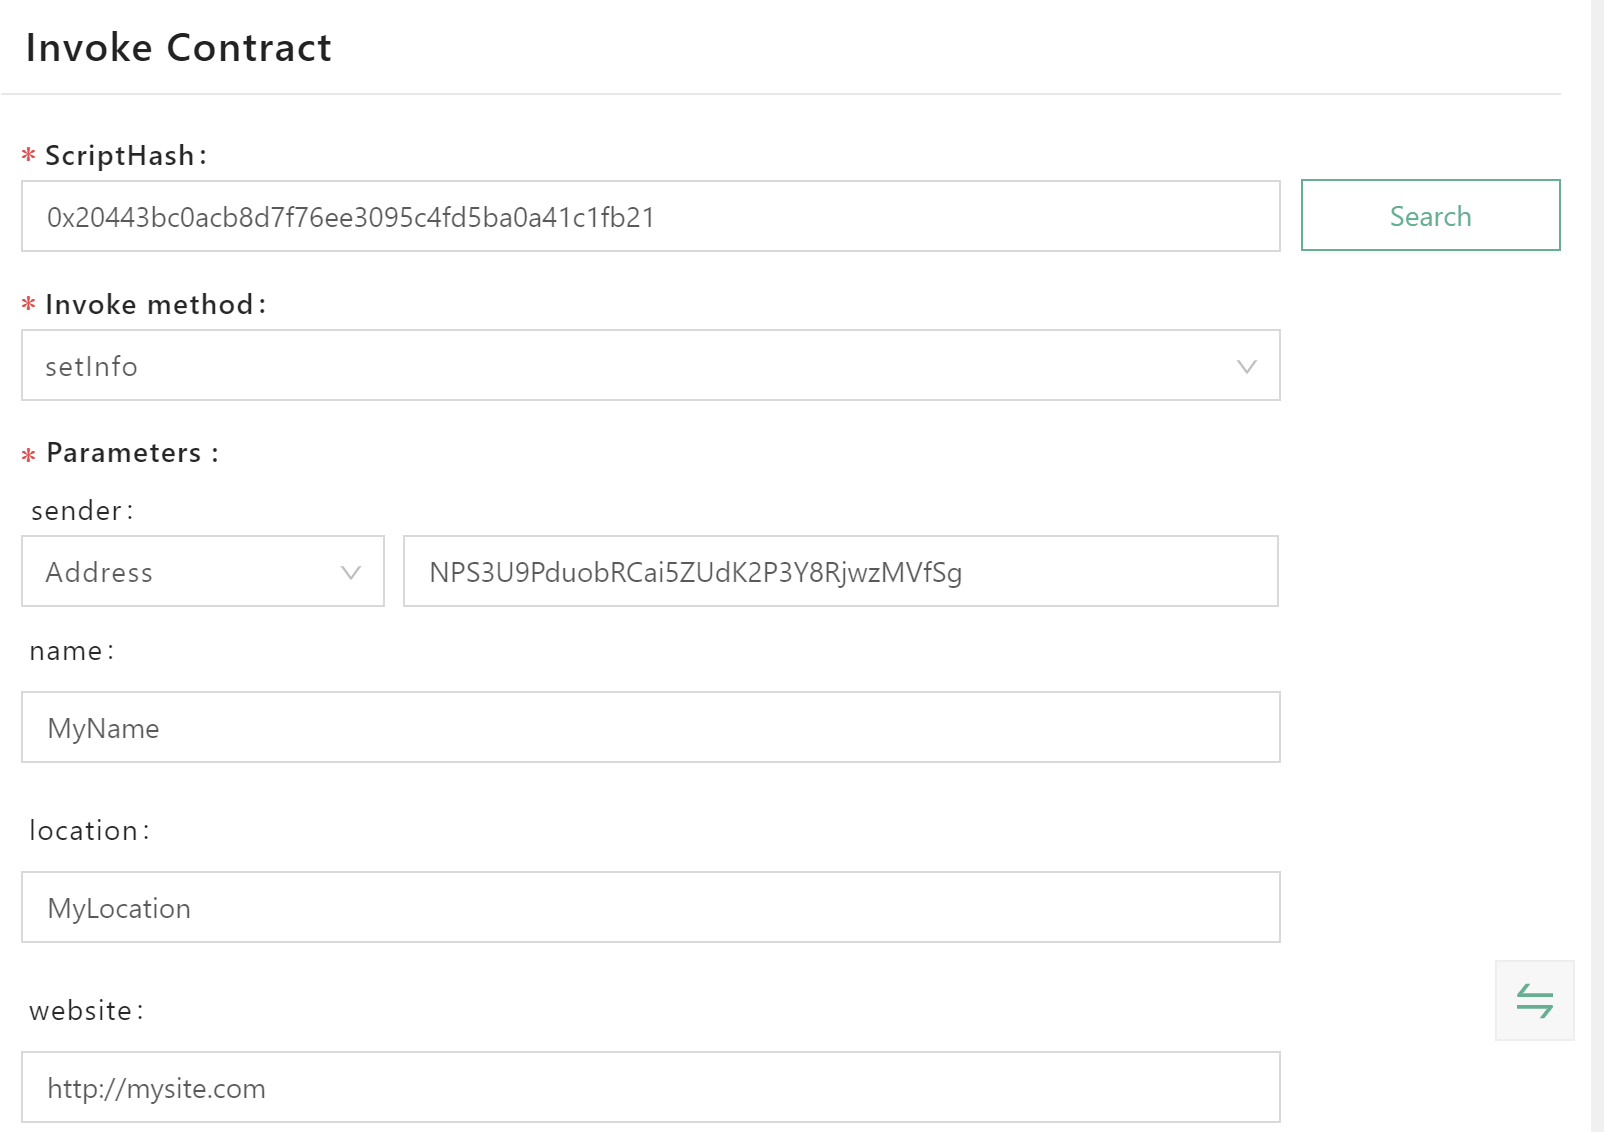 Invoke Contract
* ScriptHash:
0x20443bc0acb8d7f76ee3095c4fd5ba0a41c1fb21
Search
* Invoke method:
setInfo
* Parameters :
sender:
Address
NPS3U9PduobRCai5ZUdK2P3Y8RjwzMVfSg
name:
MyName
location:
MyLocation
website:
http://mysite.com